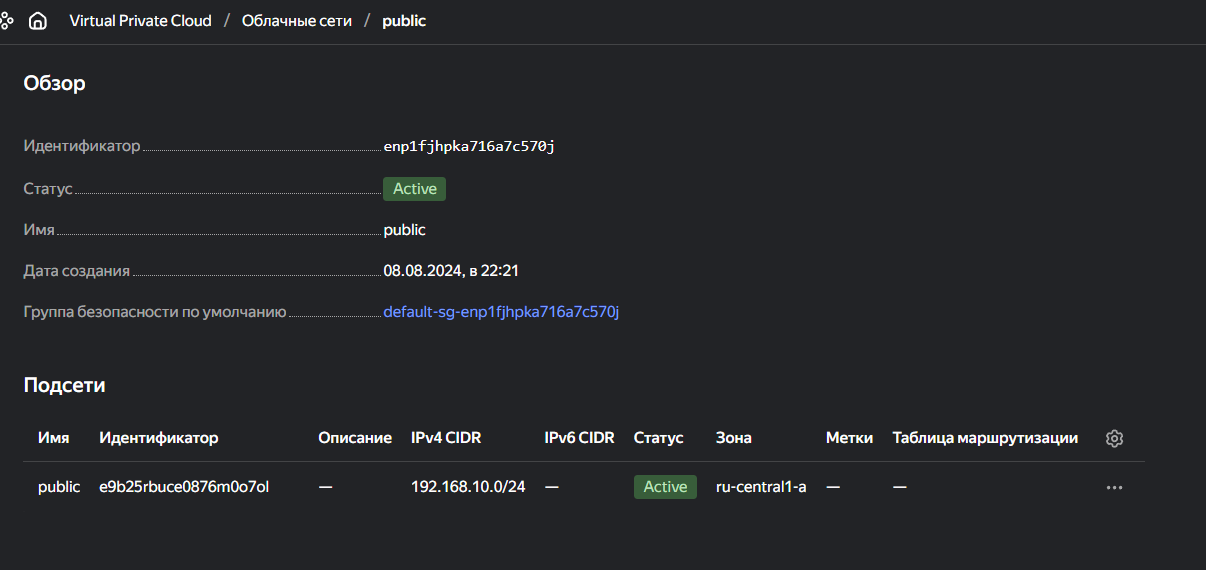 Virtual Private Cloud / Облачные сети / public
Обзор
Идентификатор enp1fjhpka716a7c570j
Статус Active
Имя public
Дата создания 08.08.2024, в 22:21
Группа безопасности по умолчанию default-sg-enp1fjhpka716a7c570j
Подсети
Имя Идентификатор Описание IPv4 CIDR IPv6 CIDR Статус Зона Метки Таблица маршрутизации
public e9b25rbuce0876m0o7ol — 192.168.10.0/24 — Active ru-central1-a — —